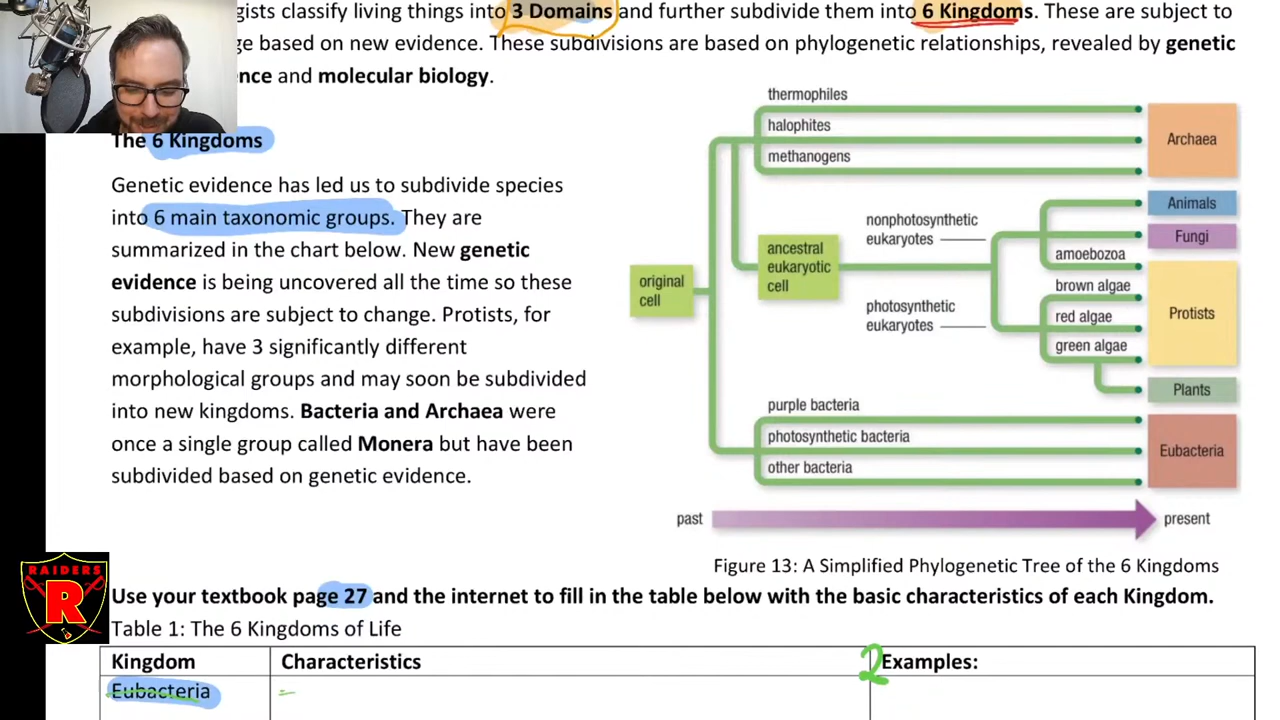 gists classify living things into 3 Domains and further subdivide them into 6 Kingdoms. These are subject to
ge based on new evidence. These subdivisions are based on phylogenetic relationships, revealed by genetic
nce and molecular biology.
The 6 Kingdoms
Genetic evidence has led us to subdivide species
into 6 main taxonomic groups. They are
summarized in the chart below. New genetic
evidence is being uncovered all the time so these
subdivisions are subject to change. Protists, for
example, have 3 significantly different
morphological groups and may soon be subdivided
into new kingdoms. Bacteria and Archaea were
once a single group called Monera but have been
subdivided based on genetic evidence.
thermophiles
halophites
methanogens
Archaea
nonphotosynthetic
eukaryotes
Animals
Fungi
amoebozoa
ancestral
eukaryotic
cell
original
cell
brown algae
photosynthetic
eukaryotes
red algae
green algae
Protists
Plants
purple bacteria
photosynthetic bacteria
other bacteria
Eubacteria
past
present
Figure 13: A Simplified Phylogenetic Tree of the 6 Kingdoms
RAIDERS
R
Use your textbook page 27 and the internet to fill in the table below with the basic characteristics of each Kingdom.
Table 1: The 6 Kingdoms of Life
Kingdom Characteristics 2 Examples:
Eubacteria -